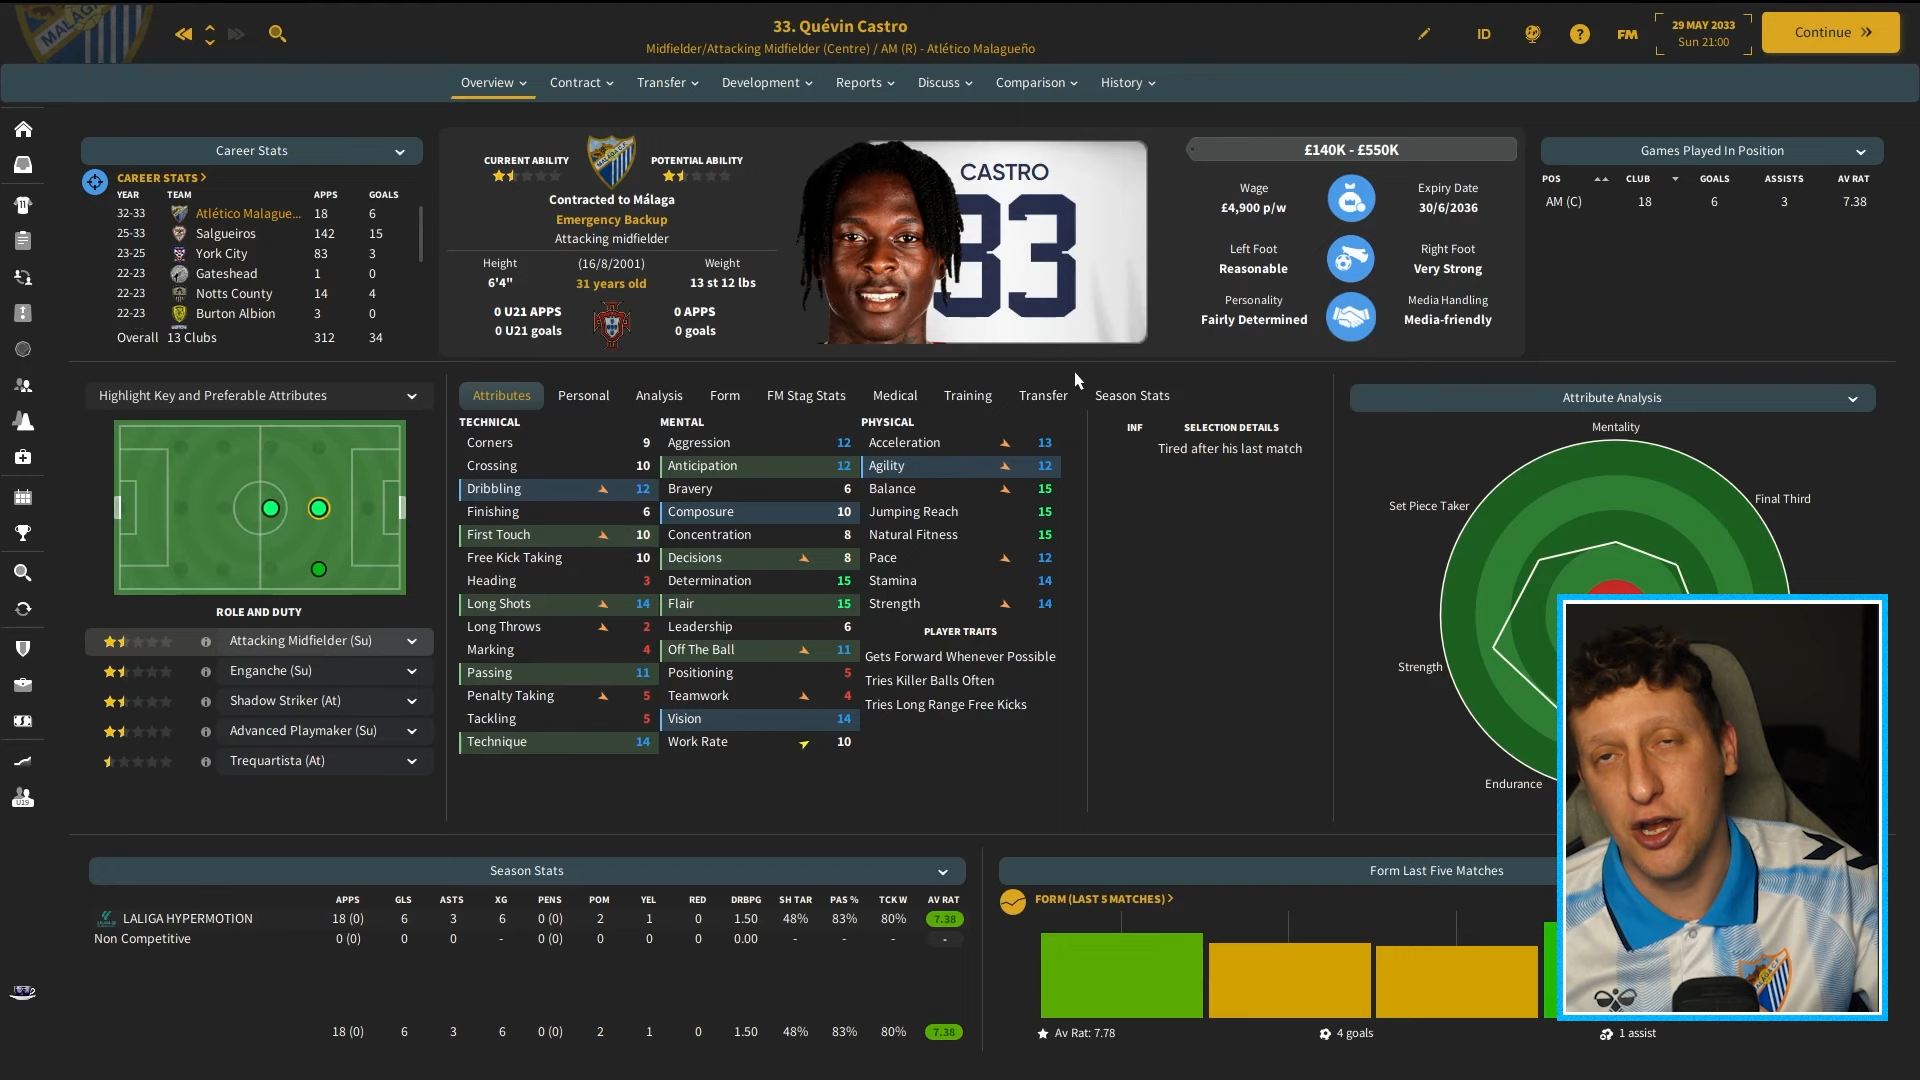 33. Quévin Castro
Midfielder/Attacking Midfielder (Centre) / AM (R) - Atlético Malagueño
ID
FM
29 MAY 2033
Sun 21:00
Continue
Overview
Contract
Transfer
Development
Reports
Discuss
Comparison
History
Career Stats
CAREER STATS
YEAR TEAM APPS GOALS
32-33 Atlético Malague... 18 6
25-33 Salgueiros 142 15
23-25 York City 83 3
22-23 Gateshead 1 0
22-23 Notts County 14 4
22-23 Burton Albion 3 0
Overall 13 Clubs 312 34
CURRENT ABILITY
POTENTIAL ABILITY
Contracted to Málaga
Emergency Backup
Attacking midfielder
Height (16/8/2001) Weight
6'4" 31 years old 13 st 12 lbs
0 U21 APPS 0 APPS
0 U21 goals 0 goals
CASTRO
33
£140K - £550K
Wage Expiry Date
£4,900 p/w 30/6/2036
Left Foot Right Foot
Reasonable Very Strong
Personality Media Handling
Fairly Determined Media-friendly
Games Played In Position
POS CLUB GOALS ASSISTS AV RAT
AM (C) 18 6 3 7.38
Highlight Key and Preferable Attributes
ROLE AND DUTY
Attacking Midfielder (Su)
Enganche (Su)
Shadow Striker (At)
Advanced Playmaker (Su)
Trequartista (At)
Attributes Personal Analysis Form FM Stag Stats Medical Training Transfer Season Stats
TECHNICAL
Corners 9
Crossing 10
Dribbling 12
Finishing 6
First Touch 10
Free Kick Taking 10
Heading 3
Long Shots 14
Long Throws 2
Marking 4
Passing 11
Penalty Taking 5
Tackling 5
Technique 14
MENTAL
Aggression 12
Anticipation 12
Bravery 6
Composure 10
Concentration 8
Decisions 8
Determination 15
Flair 15
Leadership 6
Off The Ball 11
Positioning 5
Teamwork 4
Vision 14
Work Rate 10
PHYSICAL
Acceleration 13
Agility 12
Balance 15
Jumping Reach 15
Natural Fitness 15
Pace 12
Stamina 14
Strength 14
PLAYER TRAITS
Gets Forward Whenever Possible
Tries Killer Balls Often
Tries Long Range Free Kicks
INF SELECTION DETAILS
Tired after his last match
Attribute Analysis
Mentality
Set Piece Taker
Final Third
Strength
Endurance
Season Stats
APPS GLS ASTS XG PENS POM YEL RED DRBPG SH TAR PAS % TCK W AV RAT
LALIGA HYPERMOTION 18 (0) 6 3 6 0 (0) 2 1 0 1.50 48% 83% 80% 7.38
Non Competitive 0 (0) 0 0 - 0 (0) 0 0 0 0.00 - - - -
18 (0) 6 3 6 0 (0) 2 1 0 1.50 48% 83% 80% 7.38
Form Last Five Matches
FORM (LAST 5 MATCHES)
Av Rat: 7.78
4 goals
1 assist
U19